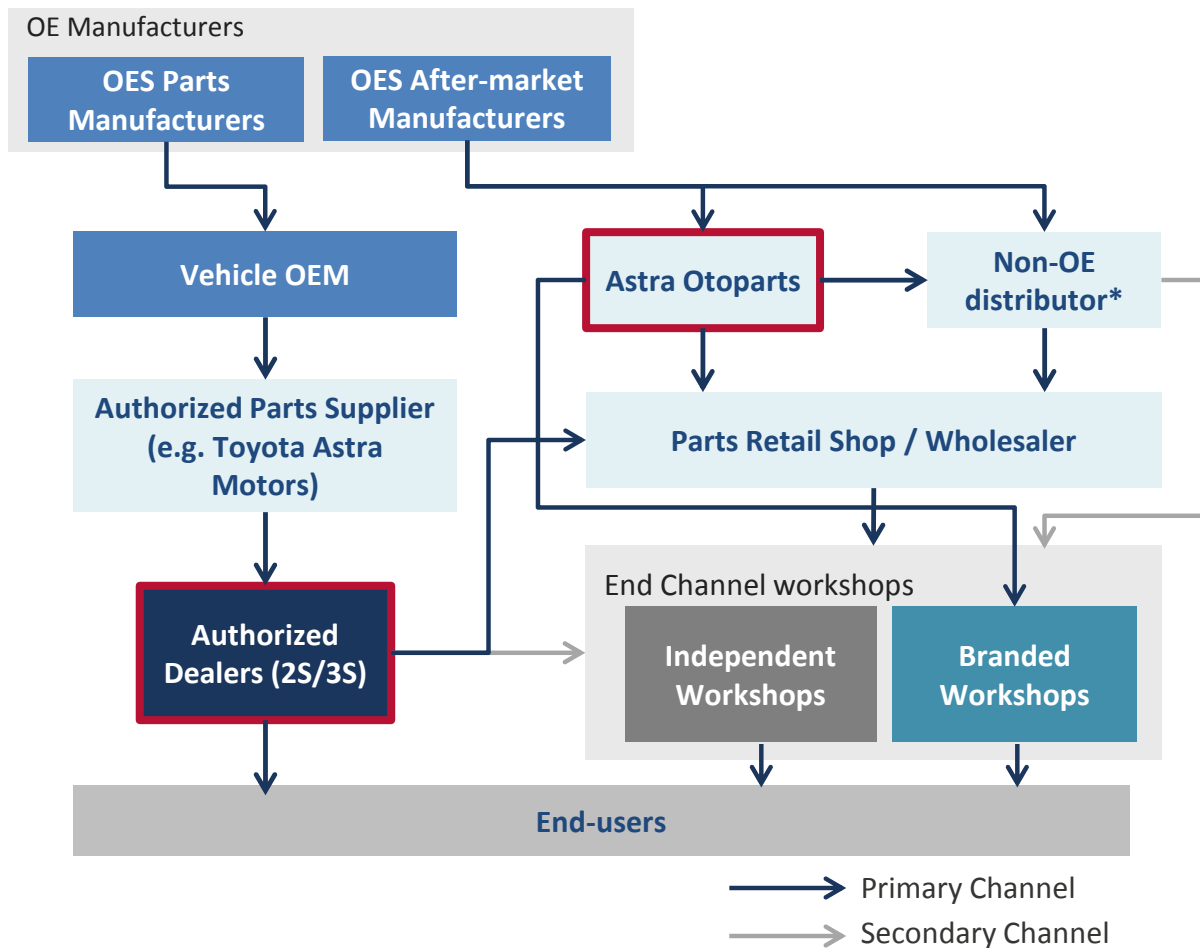 OE Manufacturers
OES Parts
Manufacturers
OES After-market
Manufacturers
Vehicle OEM
Astra Otoparts
Non-OE
distributor*
Authorized Parts Supplier
(e.g. Toyota Astra
Motors)
Parts Retail Shop / Wholesaler
End Channel workshops
Authorized
Dealers (2S/3S)
Independent
Workshops
Branded
Workshops
End-users
Primary Channel
Secondary Channel